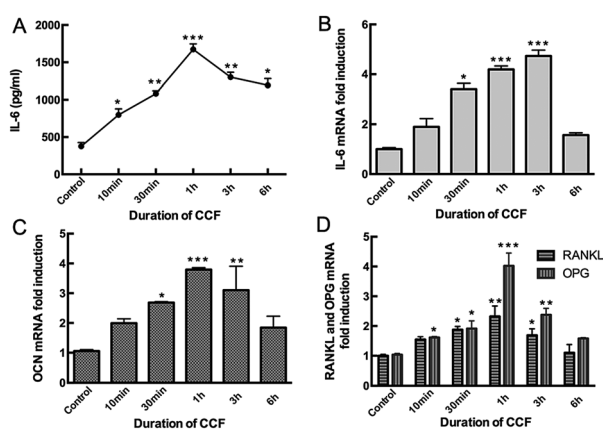 A
2000
1500
1000
500
0
IL-6 (pg/ml)
*
**
***
**
*
Control
10min
30min
1h
3h
6h
Duration of CCF
B
6
4
2
0
IL-6 mRNA fold induction
*
***
***
Control
10min
30min
1h
3h
6h
Duration of CCF
C
5
4
3
2
1
0
OCN mRNA fold induction
*
***
**
Control
10min
30min
1h
3h
6h
Duration of CCF
D
5
4
3
2
1
0
RANKL and OPG mRNA
fold induction
RANKL
OPG
*
*
*
**
***
*
**
Control
10min
30min
1h
3h
6h
Duration of CCF